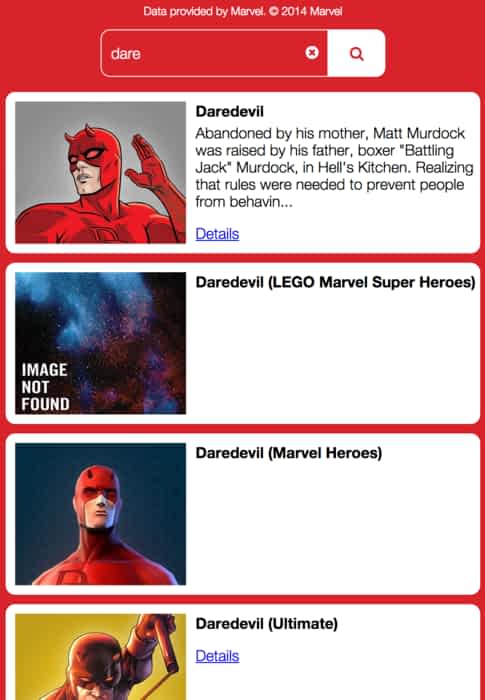 Data provided by Marvel. © 2014 Marvel
dare
Daredevil
Abandoned by his mother, Matt Murdock
was raised by his father, boxer "Battling
Jack" Murdock, in Hell's Kitchen. Realizing
that rules were needed to prevent people
from behavin...
Details
Daredevil (LEGO Marvel Super Heroes)
IMAGE
NOT
FOUND
Daredevil (Marvel Heroes)
Daredevil (Ultimate)
Details